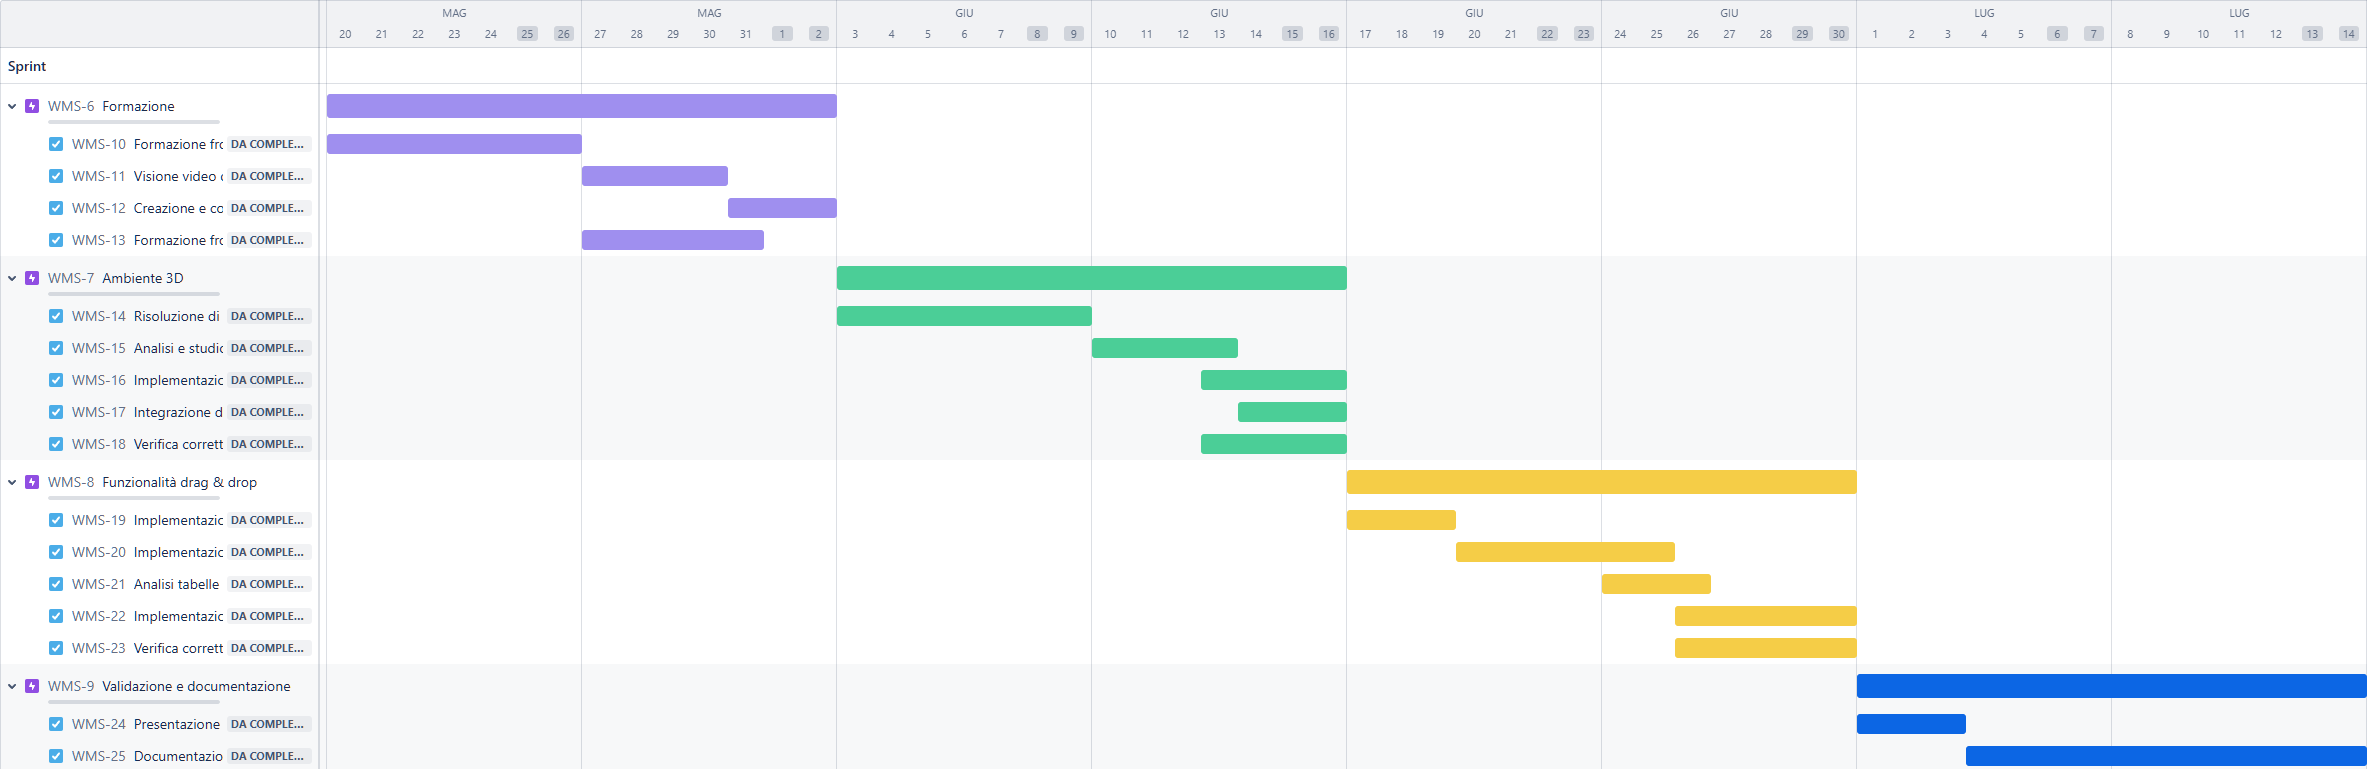 MAG MAG GIU GIU GIU GIU LUG LUG
20 21 22 23 24 25 26 27 28 29 30 31 1 2 3 4 5 6 7 8 9 10 11 12 13 14 15 16 17 18 19 20 21 22 23 24 25 26 27 28 29 30 1 2 3 4 5 6 7 8 9 10 11 12 13 14
Sprint
WMS-6 Formazione
WMS-10 Formazione frc DA COMPLE...
WMS-11 Visione video DA COMPLE...
WMS-12 Creazione e co DA COMPLE...
WMS-13 Formazione frc DA COMPLE...
WMS-7 Ambiente 3D
WMS-14 Risoluzione di DA COMPLE...
WMS-15 Analisi e studic DA COMPLE...
WMS-16 Implementazic DA COMPLE...
WMS-17 Integrazione d DA COMPLE...
WMS-18 Verifica corrett DA COMPLE...
WMS-8 Funzionalità drag & drop
WMS-19 Implementazic DA COMPLE...
WMS-20 Implementazic DA COMPLE...
WMS-21 Analisi tabelle DA COMPLE...
WMS-22 Implementazic DA COMPLE...
WMS-23 Verifica corrett DA COMPLE...
WMS-9 Validazione e documentazione
WMS-24 Presentazione DA COMPLE...
WMS-25 Documentazio DA COMPLE...